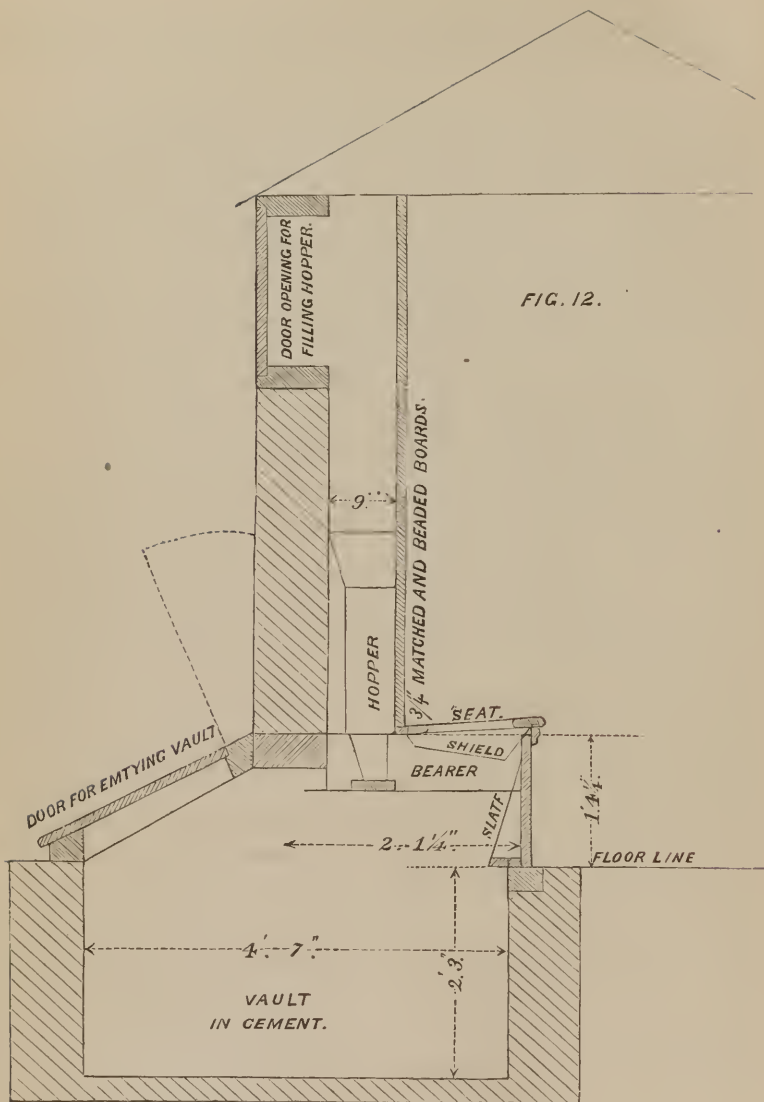 DOOR OPENING FOR
FILLING HOPPER.
FIG. 12.
9"
3/4" MATCHED AND BEADED BOARDS.
HOPPER
SEAT.
SHIELD
BEARER
DOOR FOR EMTYING VAULT
SLATE
1'.4 1/4"
2'. 1 1/4"
FLOOR LINE
4'. 7"
2'.3"
VAULT
IN CEMENT.